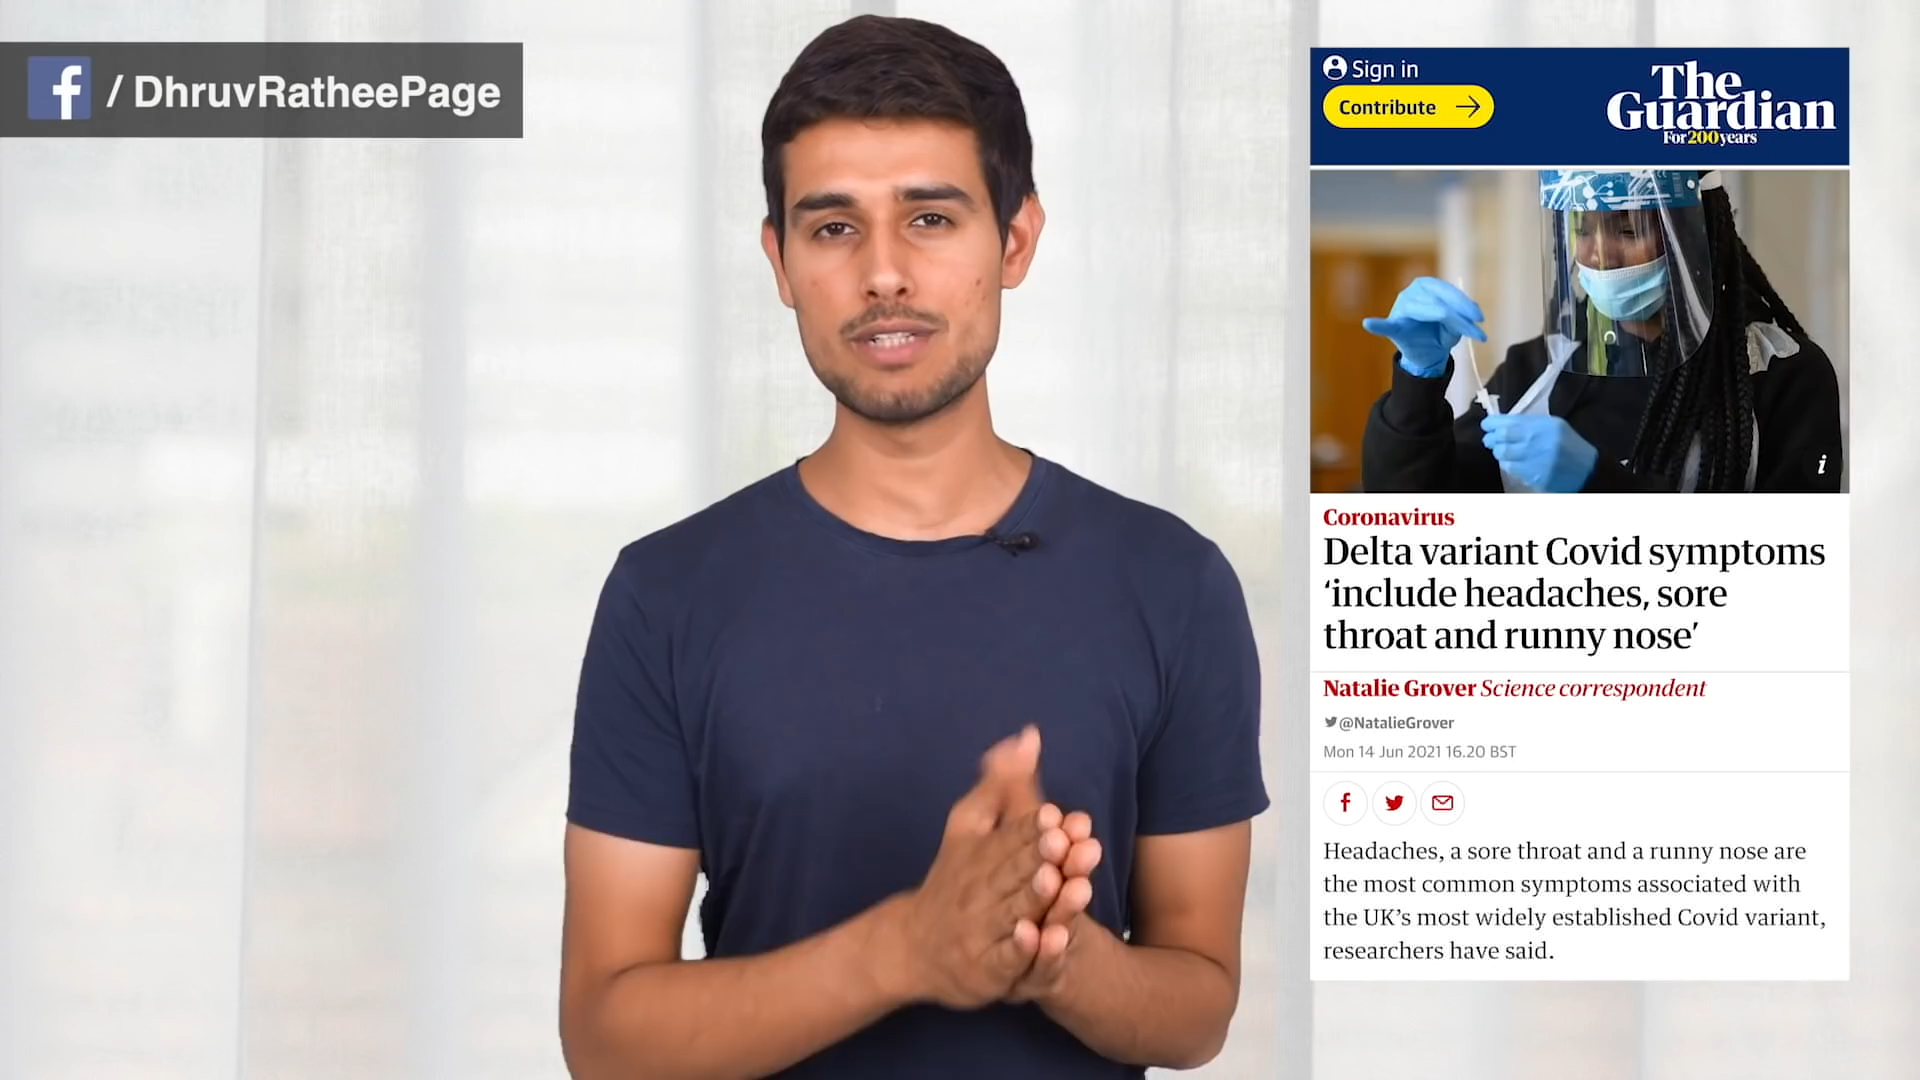 f / DhruvRatheePage
Sign in
Contribute →
The
Guardian
For 200 years
i
Coronavirus
Delta variant Covid symptoms
‘include headaches, sore
throat and runny nose’
Natalie Grover Science correspondent
@NatalieGrover
Mon 14 Jun 2021 16.20 BST
f
Headaches, a sore throat and a runny nose are
the most common symptoms associated with
the UK’s most widely established Covid variant,
researchers have said.